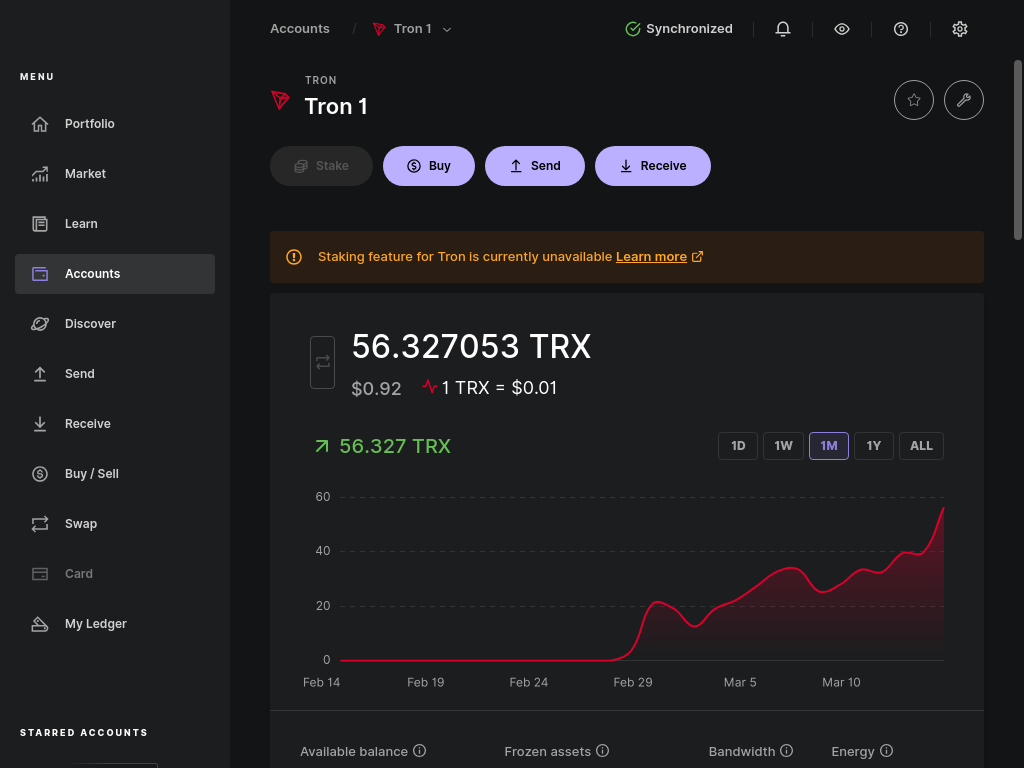 Accounts / Tron 1
Synchronized
MENU
Portfolio
Market
Learn
Accounts
Discover
Send
Receive
Buy / Sell
Swap
Card
My Ledger
STARRED ACCOUNTS
TRON
Tron 1
Stake
Buy
Send
Receive
Staking feature for Tron is currently unavailable Learn more
56.327053 TRX
$0.92 1 TRX = $0.01
56.327 TRX
1D 1W 1M 1Y ALL
60
40
20
0
Feb 14 Feb 19 Feb 24 Feb 29 Mar 5 Mar 10
Available balance Frozen assets Bandwidth Energy